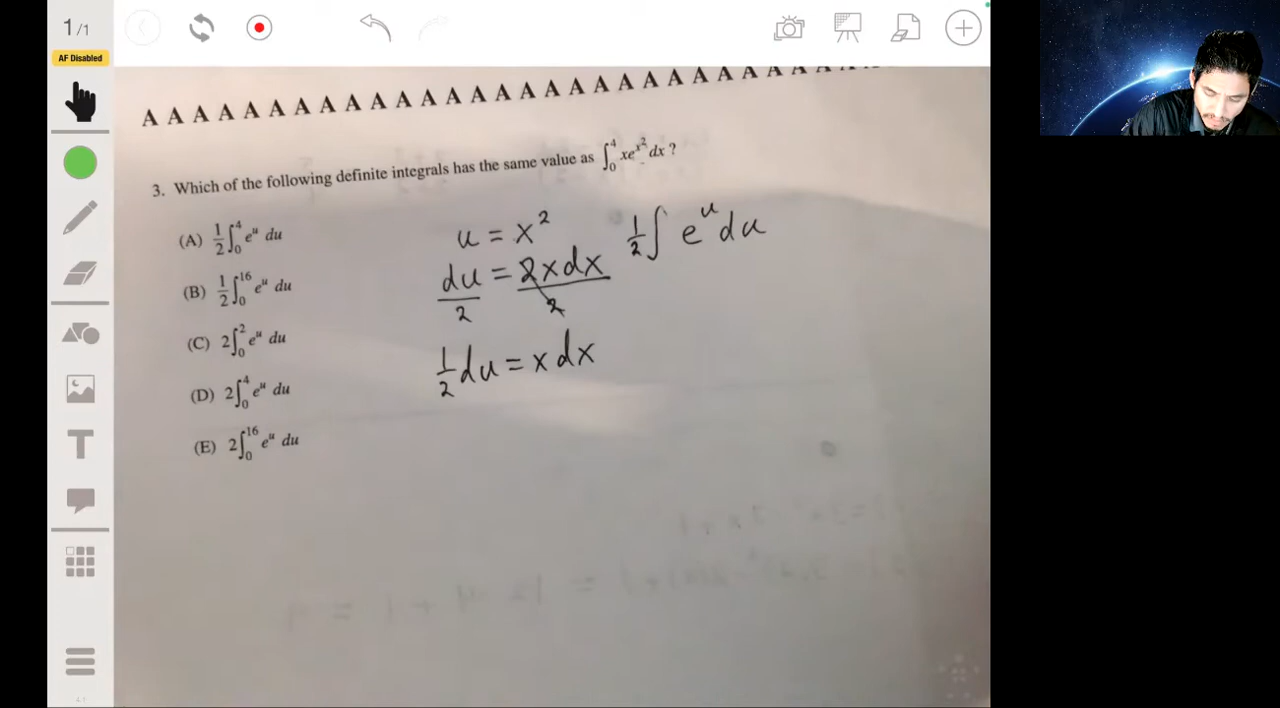 1/1
AF Disabled
A A A A A A A A A A A A A A A A A A A A A A A A A A A A A
3. Which of the following definite integrals has the same value as ∫₀⁴ xe^{x²} dx ?
(A) 1/2 ∫₀⁴ e^u du
(B) 1/2 ∫₀¹⁶ e^u du
(C) 2∫₀² e^u du
(D) 2∫₀⁴ e^u du
(E) 2∫₀¹⁶ e^u du
u = x²
du/2 = 2xdx/2
1/2 du = x dx
1/2 ∫ e^u du
T